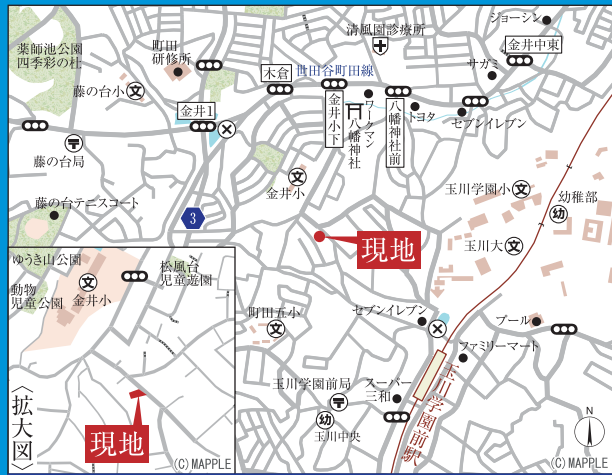 薬師池公園
四季彩の杜
町田
研修所
藤の台小
文
金井1
木倉
世田谷町田線
清風園診療所
ジョーシン
金井中東
サガミ
金井小下
ワークマン
八幡神社
八幡神社前
トヨタ
セブンイレブン
藤の台局
藤の台テニスコート
3
文
金井小
玉川学園小
文
幼稚部
幼
玉川大
文
現地
ゆうき山公園
動物
児童公園
文
金井小
松風台
児童遊園
現地
〈拡大図〉
(C)MAPPLE
町田五小
文
セブンイレブン
プール
ファミリーマート
玉川学園前駅
玉川学園前局
スーパー
三和
幼
玉川中央
N
(C)MAPPLE